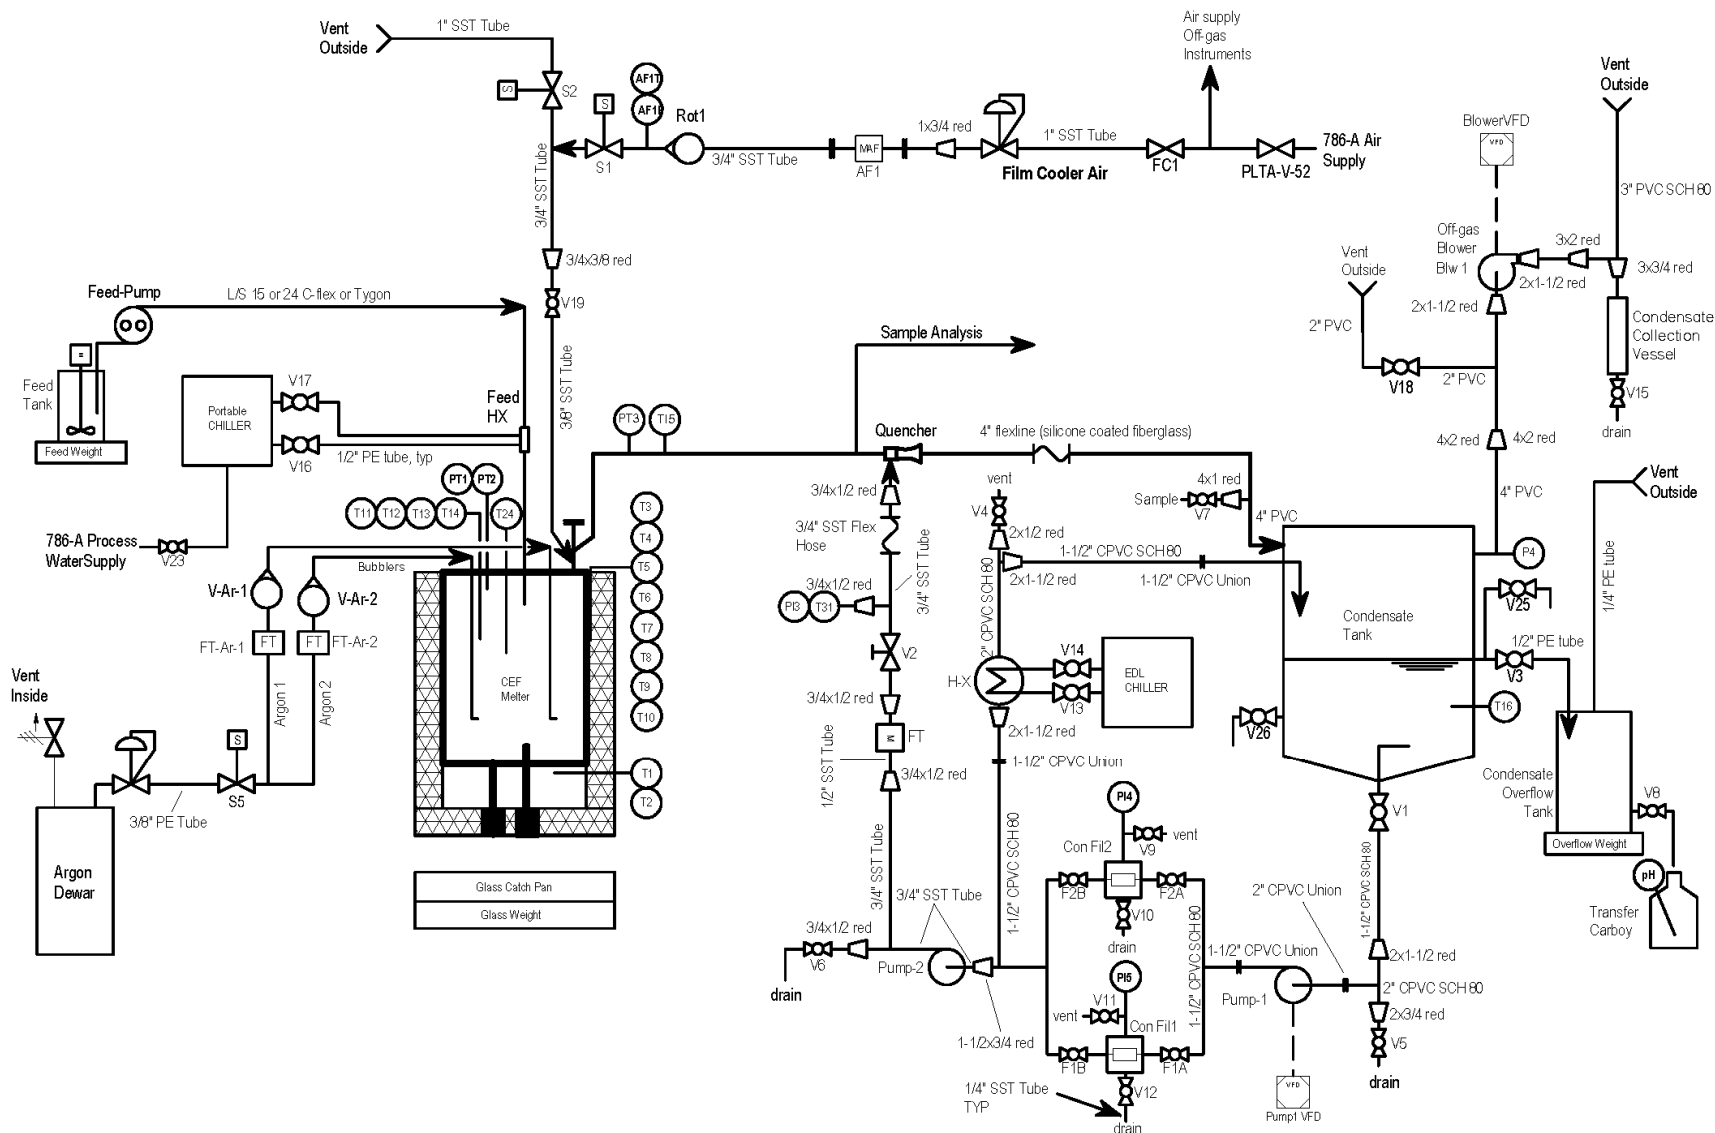 Vent
Outside
1" SST Tube
S
S2
S
S1
AF1T
Rot1
3/4" SST Tube
MAF
AF1
1x3/4 red
Film Cooler Air
1" SST Tube
FC1
Air supply
Off-gas
Instruments
PLTA-V-52
786-A Air
Supply
Vent
Outside
BlowerVFD
VFD
3" PVC SCH 80
Off-gas
Blower
Blw 1
3x2 red
3x3/4 red
2x1-1/2 red
2x1-1/2 red
Vent
Outside
2" PVC
V18
2" PVC
Condensate
Collection
Vessel
V15
drain
4x2 red
4x2 red
4" PVC
3/4" SST Tube
3/4x3/8 red
V19
3/8" SST Tube
Feed-Pump
L/S 15 or 24 C-flex or Tygon
Feed
Tank
Feed Weight
Portable
CHILLER
V17
V16
1/2" PE tube, typ
Feed
HX
786-A Process
WaterSupply
V23
PT1
PT2
T11
T12
T13
T14
T24
Bubblers
V-Ar-1
V-Ar-2
FT
FT
FT-Ar-1
FT-Ar-2
Argon 1
Argon 2
Vent
Inside
S
S5
3/8" PE Tube
Argon
Dewar
CEF
Melter
T3
T4
T5
T6
T7
T8
T9
T10
T1
T2
Glass Catch Pan
Glass Weight
PT3
TI5
Sample Analysis
Quencher
4" flexline (silicone coated fiberglass)
3/4x1/2 red
3/4" SST Flex
Hose
3/4" SST Tube
3/4x1/2 red
PI3
T31
V2
3/4x1/2 red
M
FT
1/2" SST Tube
3/4x1/2 red
3/4" SST Tube
3/4" SST Tube
3/4x1/2 red
V6
drain
Pump-2
1-1/2x3/4 red
vent
V4
2x1/2 red
2x1-1/2 red
1-1/2" CPVC SCH 80
1-1/2" CPVC Union
2" CPVC SCH 80
H-X
V14
V13
EDL
CHILLER
2x1-1/2 red
1-1/2" CPVC Union
1-1/2" CPVC SCH 80
Sample
V7
4x1 red
4" PVC
Condensate
Tank
P4
V25
1/2" PE tube
V3
T16
V26
1/4" PE tube
Vent
Outside
Condensate
Overflow
Tank
Overflow Weight
V8
pH
Transfer
Carboy
V1
1-1/2" CPVC SCH 80
2x1-1/2 red
2" CPVC SCH 80
2x3/4 red
V5
drain
2" CPVC Union
1-1/2" CPVC Union
Pump-1
VFD
Pump1 VFD
PI4
Con Fil2
V9
vent
F2B
F2A
V10
drain
1-1/2" CPVC SCH 80
PI5
V11
vent
Con Fil1
F1B
F1A
V12
drain
1/4" SST Tube
TYP